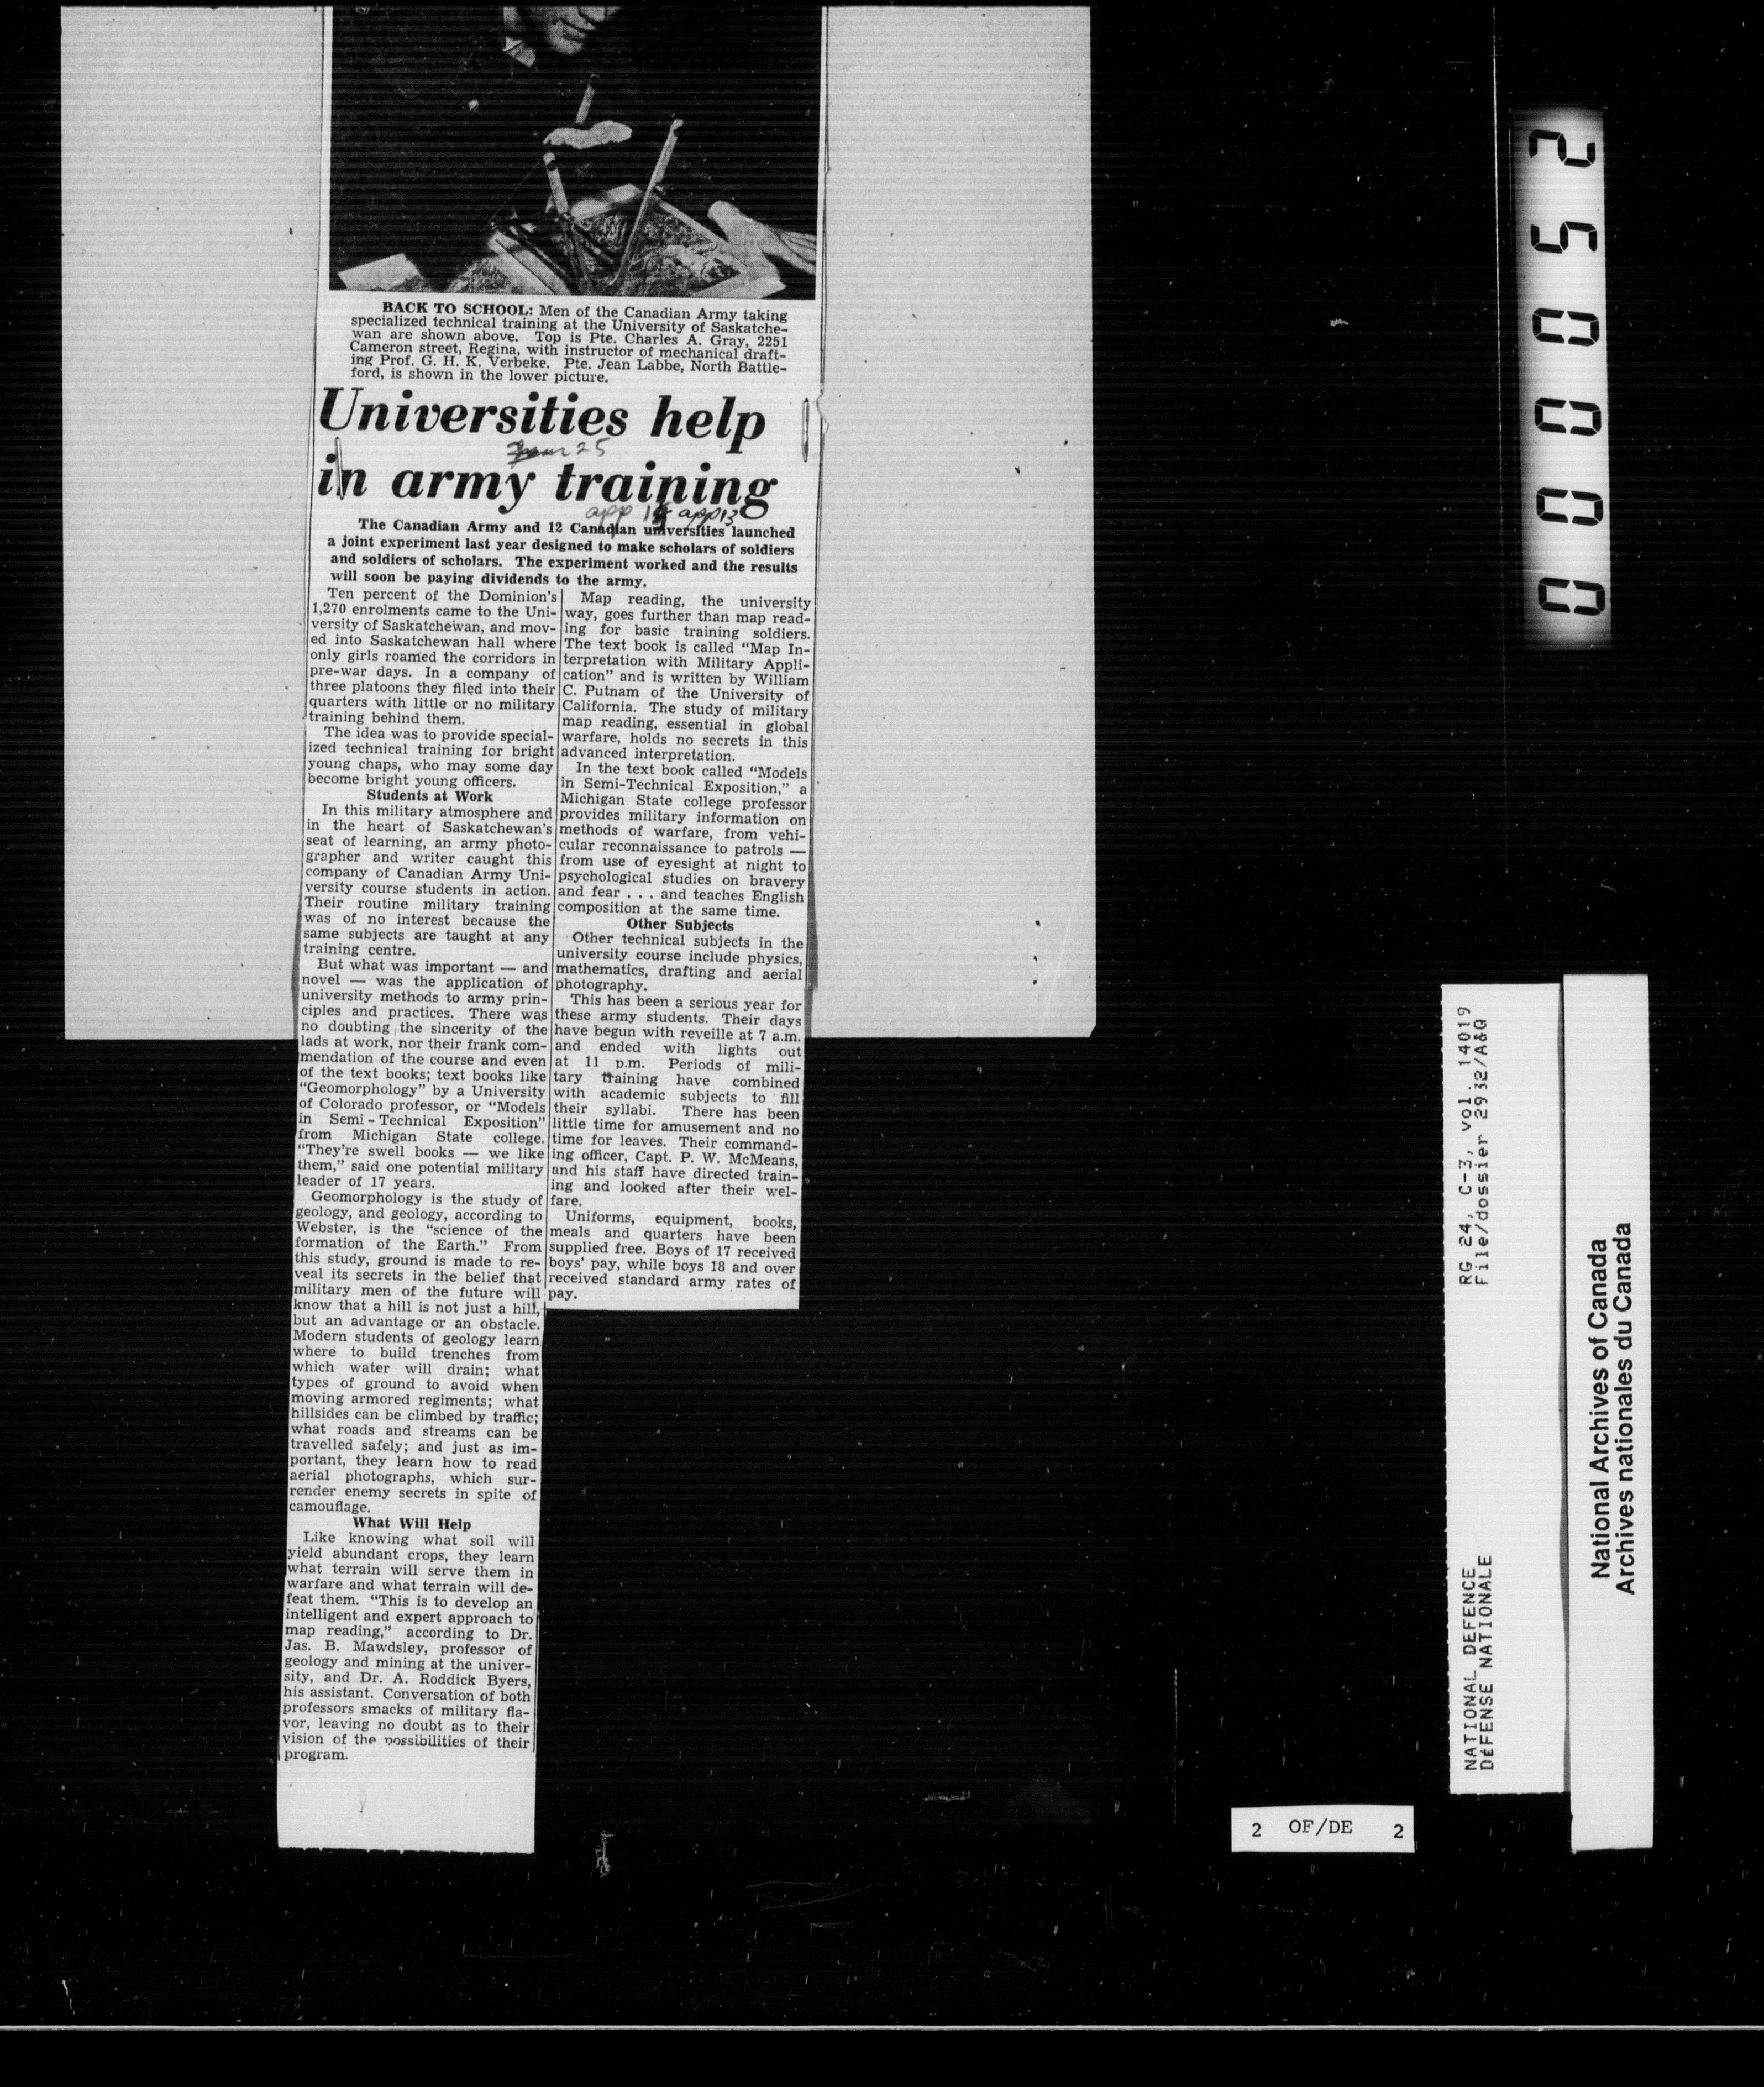 BACK TO SCHOOL: Men of the Canadian Army taking
specialized technical training at the University of Saskatche-
wan are shown above. Top is Pte. Charles A. Gray, 2251
Cameron street, Regina, with instructor of mechanical draft-
ing Prof. G. H. K. Verbeke. Pte. Jean Labbe, North Battle-
ford, is shown in the lower picture.
Universities help
25
in army training
app 13
The Canadian Army and 12 Canadian universities launched
a joint experiment last year designed to make scholars of soldiers
and soldiers of scholars. The experiment worked and the results
will soon be paying dividends to the army.
Ten percent of the Dominion's
1,270 enrolments came to the Uni-
versity of Saskatchewan, and mov-
ed into Saskatchewan hall where
only girls roamed the corridors in
pre-war days. In a company of
three platoons they filed into their
quarters with little or no military
training behind them.
The idea was to provide special-
ized technical training for bright
young chaps, who may some day
become bright young officers.
Students at Work
In this military atmosphere and
in the heart of Saskatchewan's
seat of learning, an army photo-
grapher and writer caught this
company of Canadian Army Uni-
versity course students in action.
Their routine military training
was of no interest because the
same subjects are taught at any
training centre.
But what was important — and
novel — was the application of
university methods to army prin-
ciples and practices. There was
no doubting the sincerity of the
lads at work, nor their frank com-
mendation of the course and even
of the text books; text books like
"Geomorphology" by a University
of Colorado professor, or "Models
in Semi-Technical Exposition"
from Michigan State college.
"They're swell books — we like
them," said one potential military
leader of 17 years.
Geomorphology is the study of
geology, and geology, according to
Webster, is the "science of the
formation of the Earth." From
this study, ground is made to re-
veal its secrets in the belief that
military men of the future will
know that a hill is not just a hill,
but an advantage or an obstacle.
Modern students of geology learn
where to build trenches from
which water will drain; what
types of ground to avoid when
moving armored regiments; what
hillsides can be climbed by traffic;
what roads and streams can be
travelled safely; and just as im-
portant, they learn how to read
aerial photographs, which sur-
render enemy secrets in spite of
camouflage.
What Will Help
Like knowing what soil will
yield abundant crops, they learn
what terrain will serve them in
warfare and what terrain will de-
feat them. "This is to develop an
intelligent and expert approach to
map reading," according to Dr.
Jas. B. Mawdsley, professor of
geology and mining at the univer-
sity, and Dr. A. Roddick Byers,
his assistant. Conversation of both
professors smacks of military fla-
vor, leaving no doubt as to their
vision of the possibilities of their
program.
Map reading, the university
way, goes further than map read-
ing for basic training soldiers.
The text book is called "Map In-
terpretation with Military Appli-
cation" and is written by William
C. Putnam of the University of
California. The study of military
map reading, essential in global
warfare, holds no secrets in this
advanced interpretation.
In the text book called "Models
in Semi-Technical Exposition," a
Michigan State college professor
provides military information on
methods of warfare, from vehi-
cular reconnaissance to patrols —
from use of eyesight at night to
psychological studies on bravery
and fear . . . and teaches English
composition at the same time.
Other Subjects
Other technical subjects in the
university course include physics,
mathematics, drafting and aerial
photography.
This has been a serious year for
these army students. Their days
have begun with reveille at 7 a.m.
and ended with lights out
at 11 p.m. Periods of mili-
tary training have combined
with academic subjects to fill
their syllabi. There has been
little time for amusement and no
time for leaves. Their command-
ing officer, Capt. P. W. McMeans,
and his staff have directed train-
ing and looked after their wel-
fare.
Uniforms, equipment, books,
meals and quarters have been
supplied free. Boys of 17 received
boys' pay, while boys 18 and over
received standard army rates of
pay.
000052
NATIONAL DEFENCE RG 24, C-3, vol. 14019
DÉFENSE NATIONALE File/dossier 2932/A&Q
National Archives of Canada
Archives nationales du Canada
2 OF/DE 2